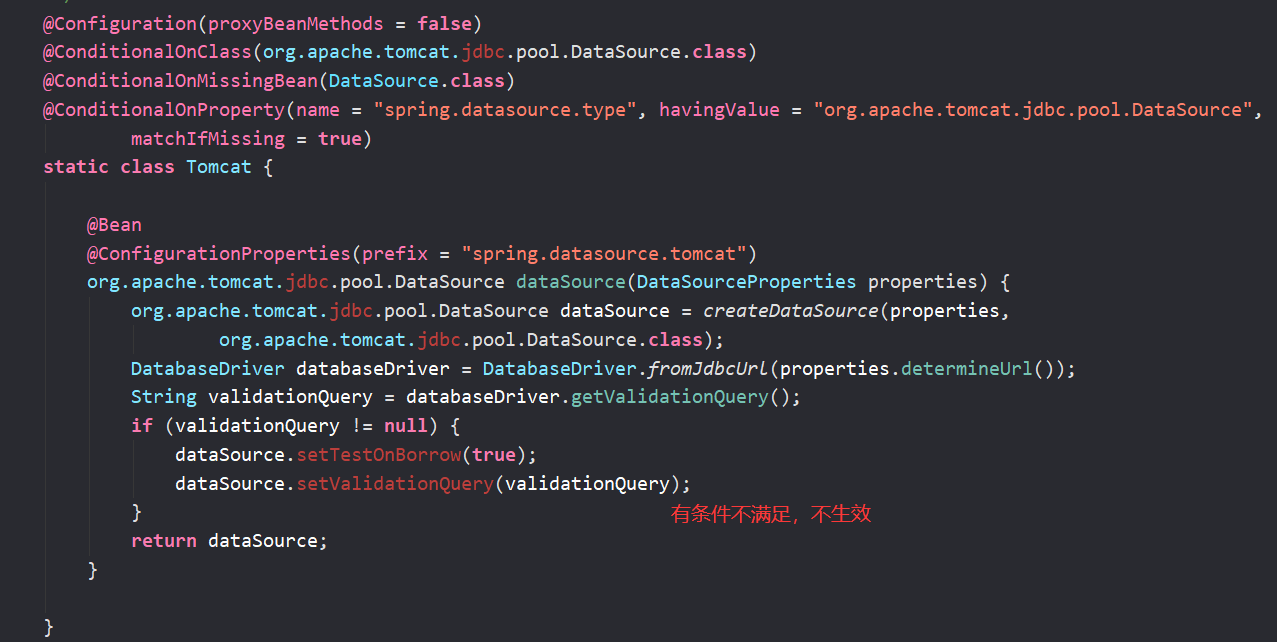 @Configuration(proxyBeanMethods = false)
@ConditionalOnClass(org.apache.tomcat.jdbc.pool.DataSource.class)
@ConditionalOnMissingBean(DataSource.class)
@ConditionalOnProperty(name = "spring.datasource.type", havingValue = "org.apache.tomcat.jdbc.pool.DataSource",
matchIfMissing = true)
static class Tomcat {
@Bean
@ConfigurationProperties(prefix = "spring.datasource.tomcat")
org.apache.tomcat.jdbc.pool.DataSource dataSource(DataSourceProperties properties) {
org.apache.tomcat.jdbc.pool.DataSource dataSource = createDataSource(properties,
org.apache.tomcat.jdbc.pool.DataSource.class);
DatabaseDriver databaseDriver = DatabaseDriver.fromJdbcUrl(properties.determineUrl());
String validationQuery = databaseDriver.getValidationQuery();
if (validationQuery != null) {
dataSource.setTestOnBorrow(true);
dataSource.setValidationQuery(validationQuery);
}
有条件不满足，不生效
return dataSource;
}
}